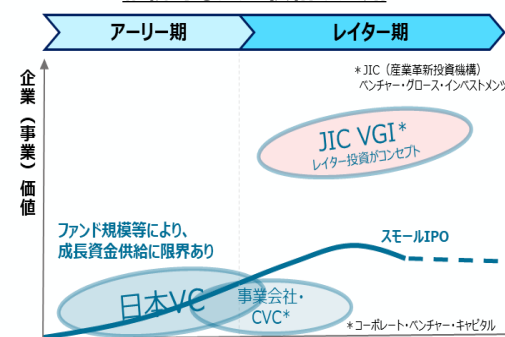 アーリー期
レイター期
*JIC(産業革新投資機構)
ベンチャー・グロース・インベストメンツ
企業(事業)価値
JIC VGI*
レイター投資がコンセプト
ファンド規模等により、
成長資金供給に限界あり
スモールIPO
日本VC
事業会社・
CVC*
*コーポレート・ベンチャー・キャピタル